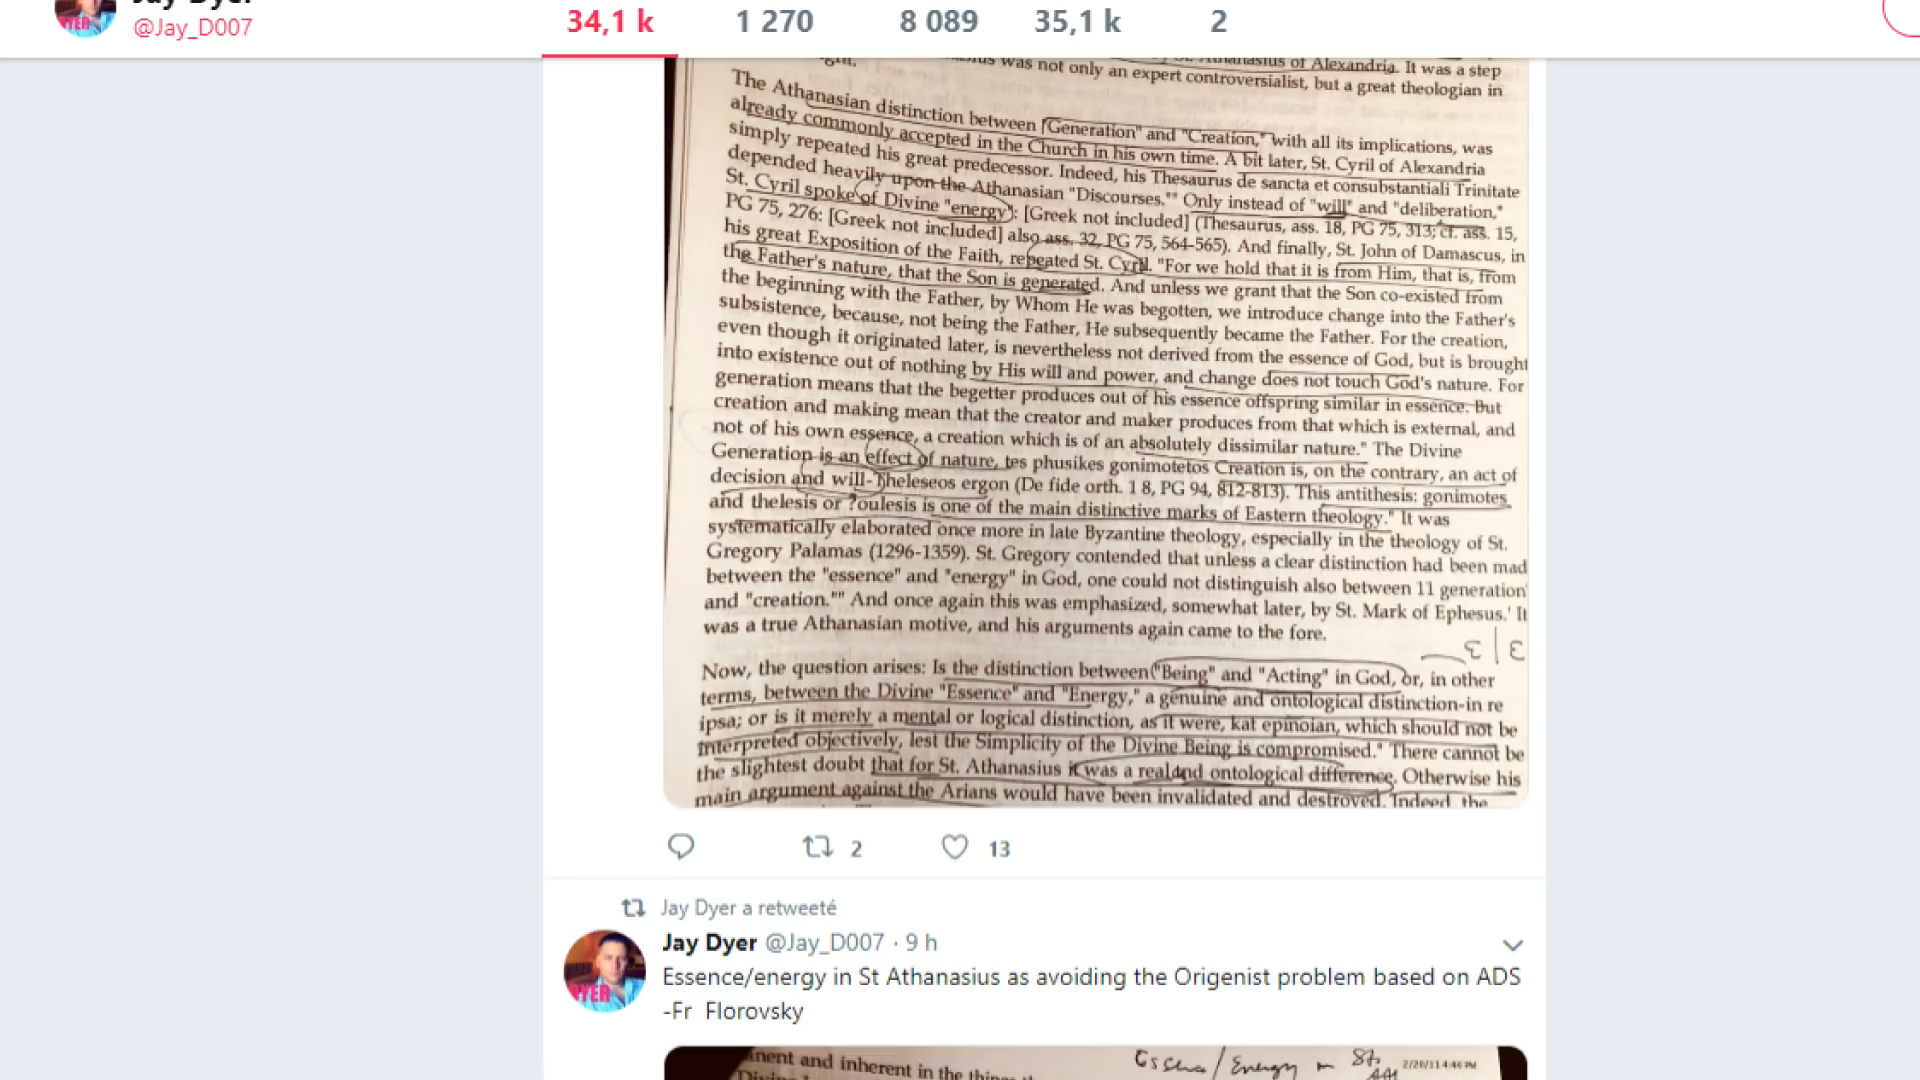 Jay Dyer
@Jay_D007
34,1 k 1 270 8 089 35,1 k 2
Athanasius of Alexandria. It was a step
was not only an expert controversialist, but a great theologian in
The Athanasian distinction between "Generation" and "Creation," with all its implications, was
already commonly accepted in the Church in his own time. A bit later, St. Cyril of Alexandria
simply repeated his great predecessor. Indeed, his Thesaurus de sancta et consubstantiali Trinitate
depended heavily upon the Athanasian "Discourses."" Only instead of "will" and "deliberation,"
St. Cyril spoke of Divine "energy": [Greek not included] (Thesaurus, ass. 18, PG 75, 313; cf. ass. 15,
PG 75, 276: [Greek not included] also ass. 32, PG 75, 564-565). And finally, St. John of Damascus, in
his great Exposition of the Faith, repeated St. Cyril. "For we hold that it is from Him, that is, from
the Father's nature, that the Son is generated. And unless we grant that the Son co-existed from
the beginning with the Father, by Whom He was begotten, we introduce change into the Father's
subsistence, because, not being the Father, He subsequently became the Father. For the creation,
even though it originated later, is nevertheless not derived from the essence of God, but is brought
into existence out of nothing by His will and power, and change does not touch God's nature. For
generation means that the begetter produces out of his essence offspring similar in essence. But
creation and making mean that the creator and maker produces from that which is external, and
not of his own essence, a creation which is of an absolutely dissimilar nature." The Divine
Generation is an effect of nature, tes phusikes gonimotetos Creation is, on the contrary, an act of
decision and will-Theleseos ergon (De fide orth. 1 8, PG 94, 812-813). This antithesis: gonimotes
and thelesis or ?oulesis is one of the main distinctive marks of Eastern theology." It was
systematically elaborated once more in late Byzantine theology, especially in the theology of St.
Gregory Palamas (1296-1359). St. Gregory contended that unless a clear distinction had been mad
between the "essence" and "energy" in God, one could not distinguish also between 11 generation
and "creation."" And once again this was emphasized, somewhat later, by St. Mark of Ephesus.' It
was a true Athanasian motive, and his arguments again came to the fore.
Ɛ | Ɛ
Now, the question arises: Is the distinction between "Being" and "Acting" in God, or, in other
terms, between the Divine "Essence" and "Energy," a genuine and ontological distinction-in re
ipsa; or is it merely a mental or logical distinction, as it were, kat epinoian, which should not be
interpreted objectively, lest the Simplicity of the Divine Being is compromised." There cannot be
the slightest doubt that for St. Athanasius it was a real and ontological difference. Otherwise his
main argument against the Arians would have been invalidated and destroyed. Indeed, the
2 13
Jay Dyer a retweeté
Jay Dyer @Jay_D007 · 9 h
Essence/energy in St Athanasius as avoiding the Origenist problem based on ADS
-Fr Florovsky
Energy St.
2/20/11 4:46 PM
nent and inherent in the